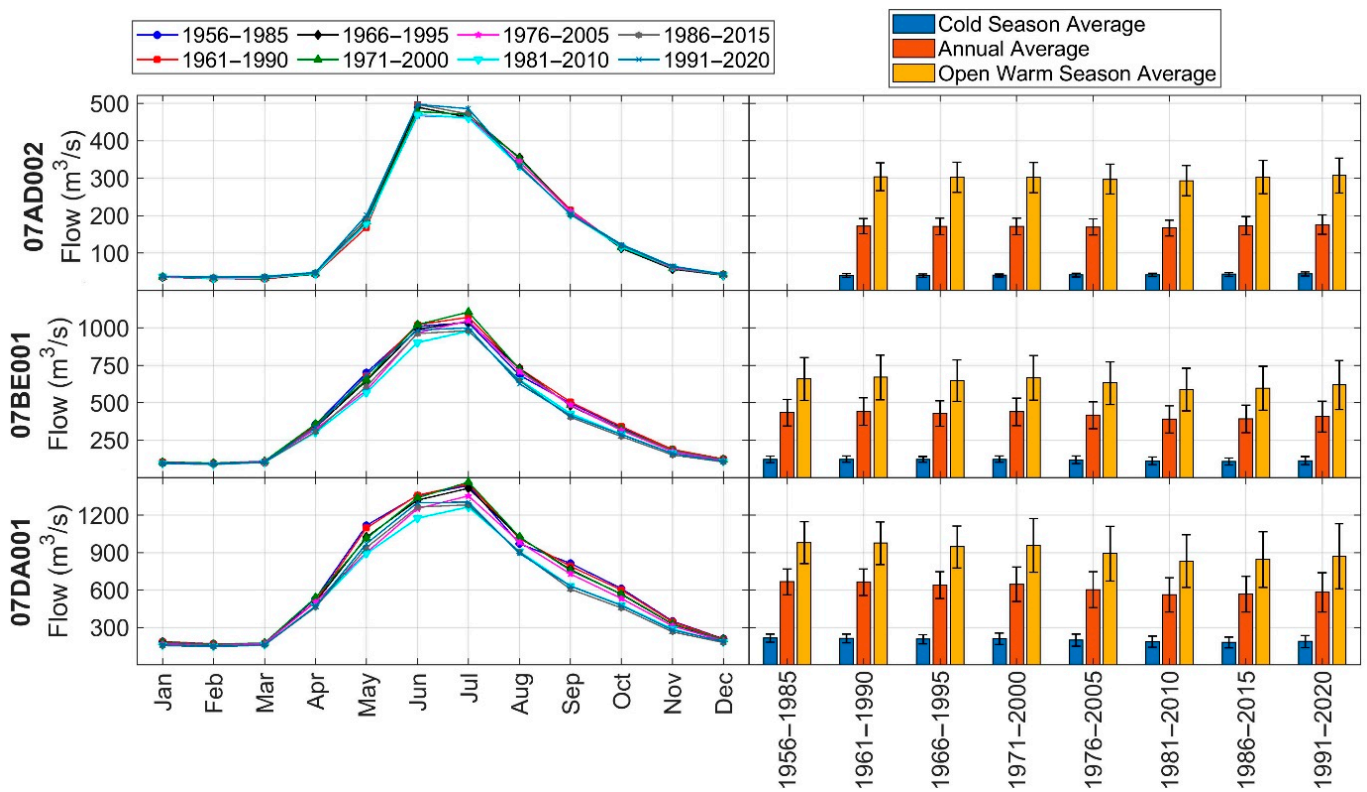 1956–1985 1966–1995 1976–2005 1986–2015
1961–1990 1971–2000 1981–2010 1991–2020
Cold Season Average
Annual Average
Open Warm Season Average
07AD002
Flow (m³/s)
500
400
300
200
100
07BE001
Flow (m³/s)
1000
750
500
250
07DA001
Flow (m³/s)
1200
900
600
300
Jan Feb Mar Apr May Jun Jul Aug Sep Oct Nov Dec
1956–1985 1961–1990 1966–1995 1971–2000 1976–2005 1981–2010 1986–2015 1991–2020